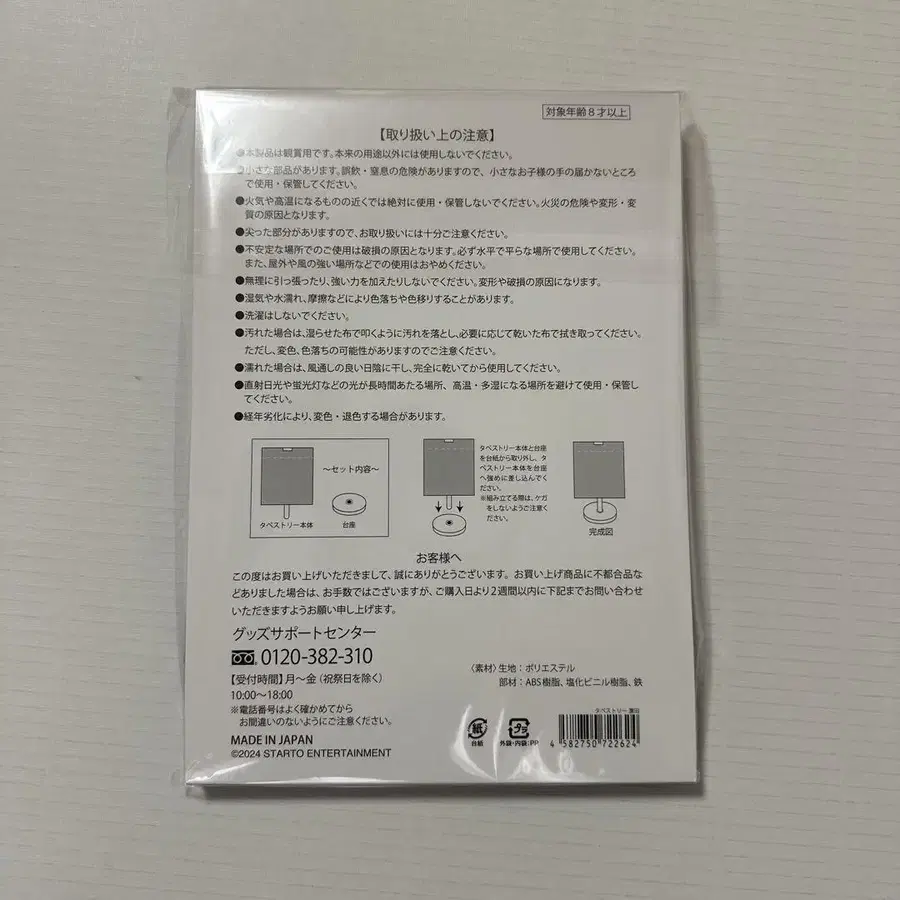 対象年齢8才以上
【取り扱い上の注意】
●本製品は観賞用です。本来の用途以外には使用しないでください。
●小さな部品があります。誤飲・窒息の危険がありますので、小さなお子様の手の届かないところ
で使用・保管してください。
●火気や高温になるものの近くでは絶対に使用・保管しないでください。火災の危険や変形・変
質の原因となります。
●尖った部分がありますので、お取り扱いには十分ご注意ください。
●不安定な場所でのご使用は破損の原因となります。必ず水平で平らな場所で使用してください。
また、屋外や風の強い場所などでの使用はおやめください。
●無理に引っ張ったり、強い力を加えたりしないでください。変形や破損の原因になります。
●湿気や水濡れ、摩擦などにより色落ちや色移りすることがあります。
●洗濯はしないでください。
●汚れた場合は、湿らせた布で叩くように汚れを落とし、必要に応じて乾いた布で拭き取ってください。
ただし、変色、色落ちの可能性がありますのでご注意ください。
●濡れた場合は、風通しの良い日陰に干し、完全に乾いてから使用してください。
●直射日光や蛍光灯などの光が長時間あたる場所、高温・多湿になる場所を避けて使用・保管し
てください。
●経年劣化により、変色・退色する場合があります。
～セット内容～
タペストリー本体
台座
タペストリー本体と台座
を台紙から取り外し、タ
ペストリー本体を台座
へ強めに差し込んでく
ださい。
※組み立てる際は、ケガ
をしないようご注意く
ださい。
完成図
お客様へ
この度はお買い上げいただきまして、誠にありがとうございます。お買い上げ商品に不都合品な
どありました場合は、お手数ではございますが、ご購入日より2週間以内に下記までお問い合わせ
いただきますようお願い申し上げます。
グッズサポートセンター
0120-382-310
【受付時間】月～金（祝祭日を除く）
10:00～18:00
※電話番号はよく確かめてから
お間違いのないようにご注意ください。
MADE IN JAPAN
©2024 STARTO ENTERTAINMENT
〈素材〉生地：ポリエステル
部材：ABS樹脂、塩化ビニル樹脂、鉄
紙
台紙
プラ
外袋・内袋：PP
タペストリー
4 582750 722624